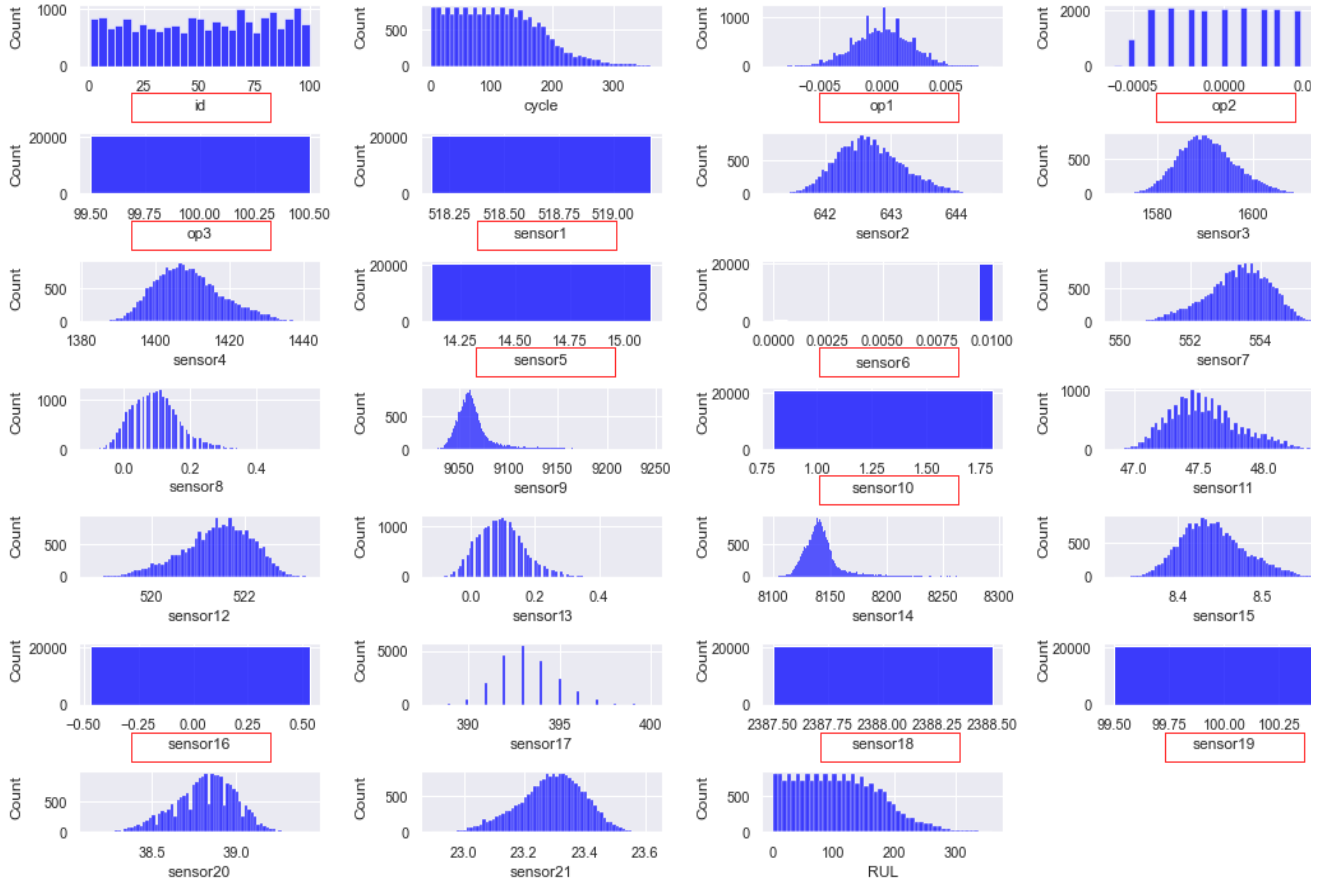 Count 1000 0 0 25 50 75 100 id
Count 500 0 0 100 200 300 cycle
Count 1000 0 −0.005 0.000 0.005 op1
Count 2000 0 −0.0005 0.0000 0.0 op2
Count 20000 0 99.50 99.75 100.00 100.25 100.50 op3
Count 20000 0 518.25 518.50 518.75 519.00 sensor1
Count 500 0 642 643 644 sensor2
Count 500 0 1580 1600 sensor3
Count 500 0 1380 1400 1420 1440 sensor4
Count 20000 0 14.25 14.50 14.75 15.00 sensor5
Count 20000 0 0.0000 0.0025 0.0050 0.0075 0.0100 sensor6
Count 500 0 550 552 554 sensor7
Count 1000 0 0.0 0.2 0.4 sensor8
Count 500 0 9050 9100 9150 9200 9250 sensor9
Count 20000 0 0.75 1.00 1.25 1.50 1.75 sensor10
Count 1000 500 0 47.0 47.5 48.0 sensor11
Count 500 0 520 522 sensor12
Count 1000 0 0.0 0.2 0.4 sensor13
Count 500 0 8100 8150 8200 8250 8300 sensor14
Count 500 0 8.4 8.5 sensor15
Count 20000 0 −0.50 −0.25 0.00 0.25 0.50 sensor16
Count 5000 0 390 395 400 sensor17
Count 20000 0 2387.50 2387.75 2388.00 2388.25 2388.50 sensor18
Count 20000 0 99.50 99.75 100.00 100.25 sensor19
Count 500 0 38.5 39.0 sensor20
Count 500 0 23.0 23.2 23.4 23.6 sensor21
Count 500 0 0 100 200 300 RUL